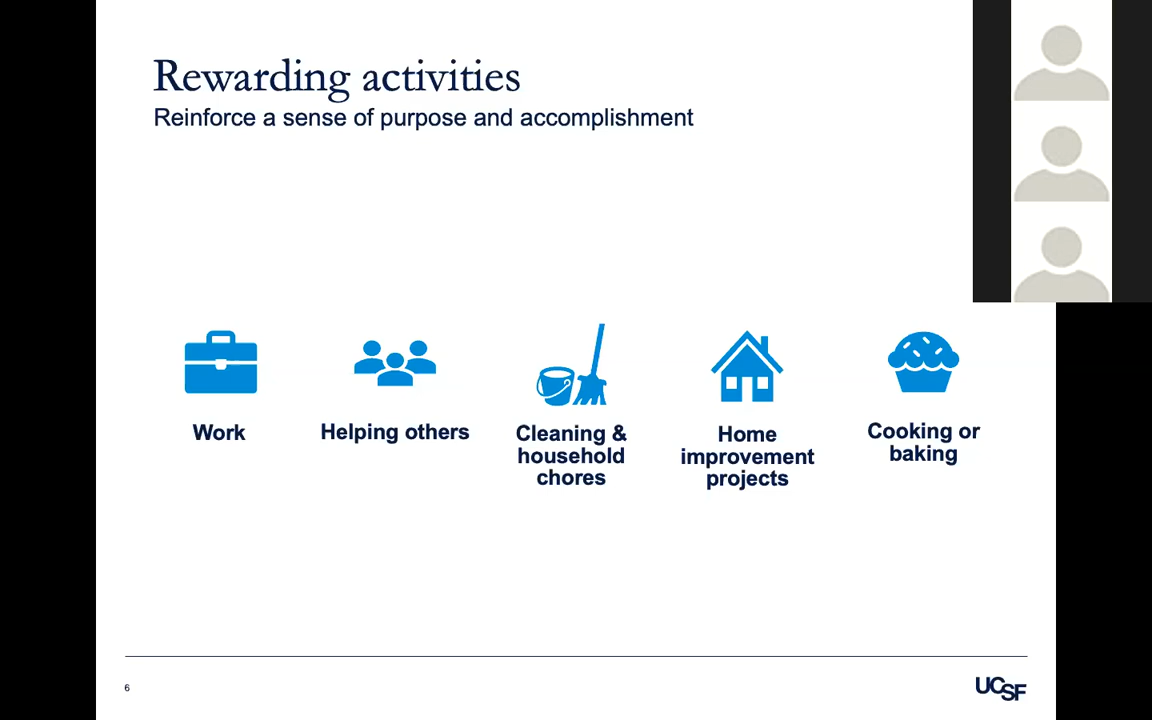 Rewarding activities
Reinforce a sense of purpose and accomplishment
Work
Helping others
Cleaning &
household
chores
Home
improvement
projects
Cooking or
baking
6
UCSF